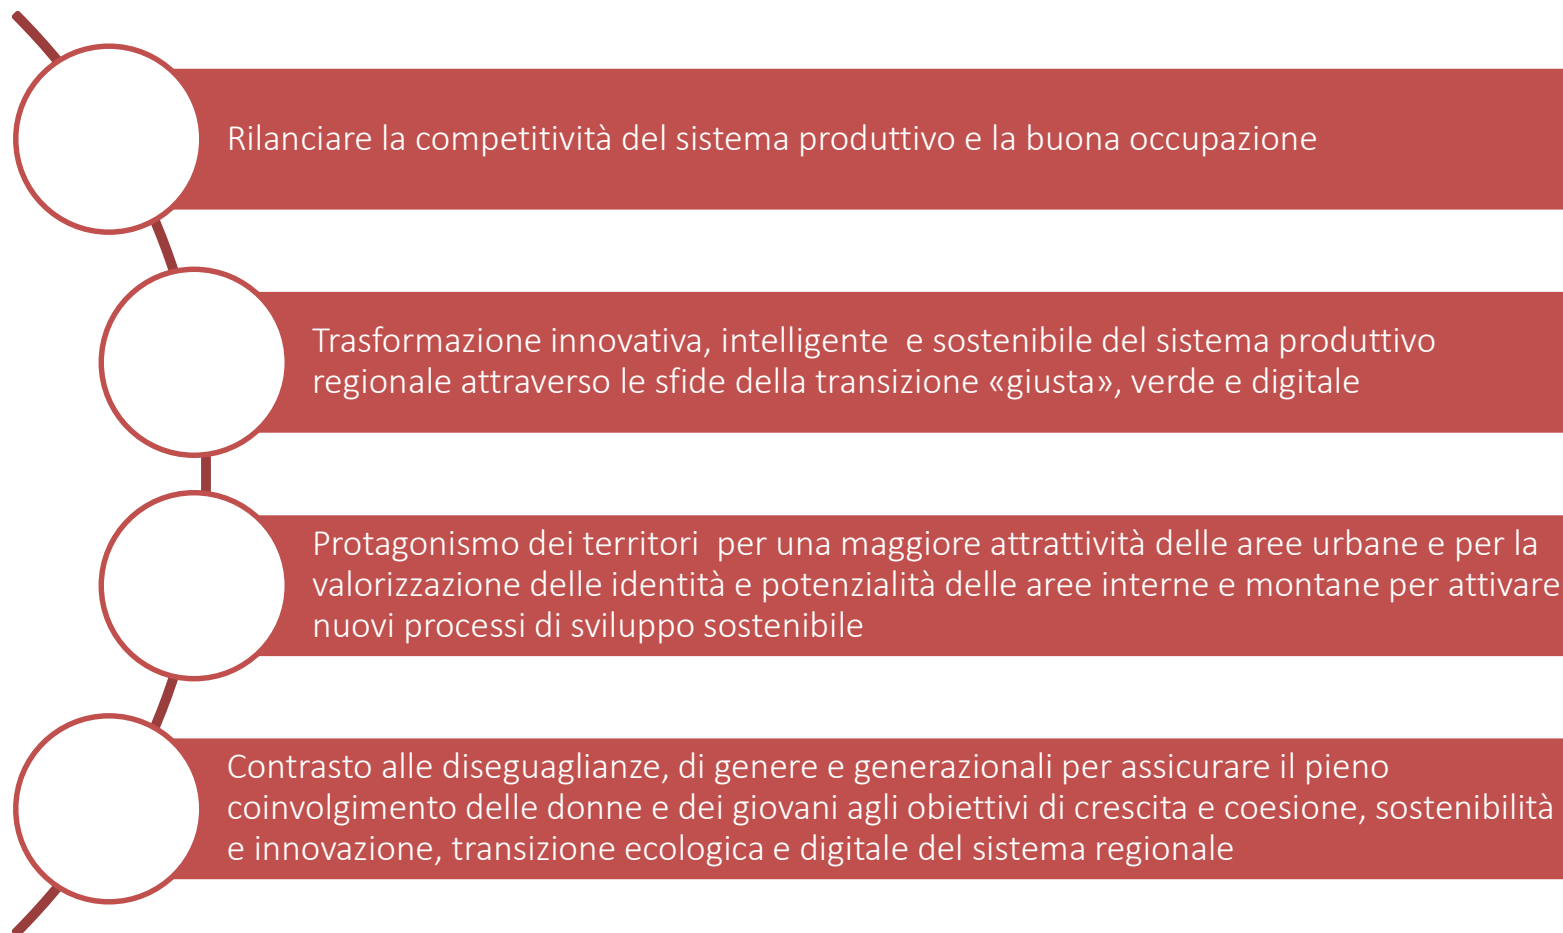 Rilanciare la competitività del sistema produttivo e la buona occupazione
Trasformazione innovativa, intelligente  e sostenibile del sistema produttivo
regionale attraverso le sfide della transizione «giusta», verde e digitale
Protagonismo dei territori  per una maggiore attrattività delle aree urbane e per la
valorizzazione delle identità e potenzialità delle aree interne e montane per attivare
nuovi processi di sviluppo sostenibile
Contrasto alle diseguaglianze, di genere e generazionali per assicurare il pieno
coinvolgimento delle donne e dei giovani agli obiettivi di crescita e coesione, sostenibilità
e innovazione, transizione ecologica e digitale del sistema regionale